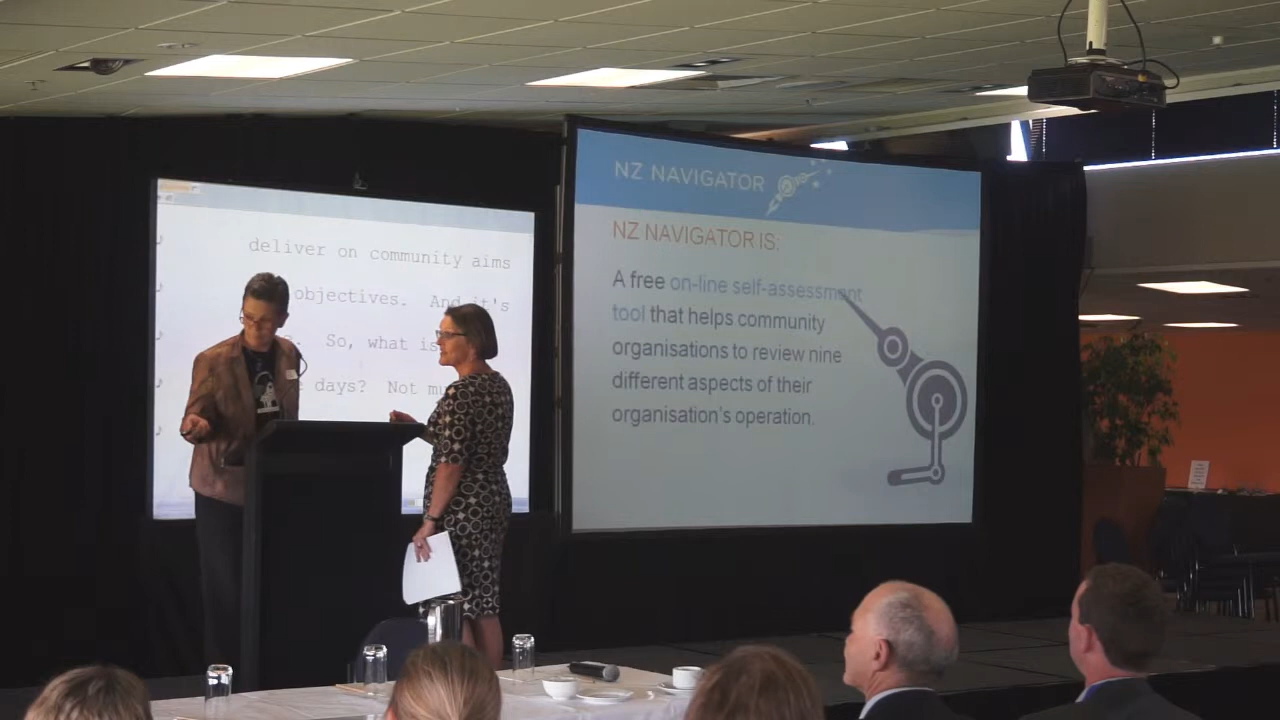 deliver on community aims
objectives. And it's
So, what is
days? Not
NZ NAVIGATOR
NZ NAVIGATOR IS:
A free on-line self-assessment
tool that helps community
organisations to review nine
different aspects of their
organisation's operation.